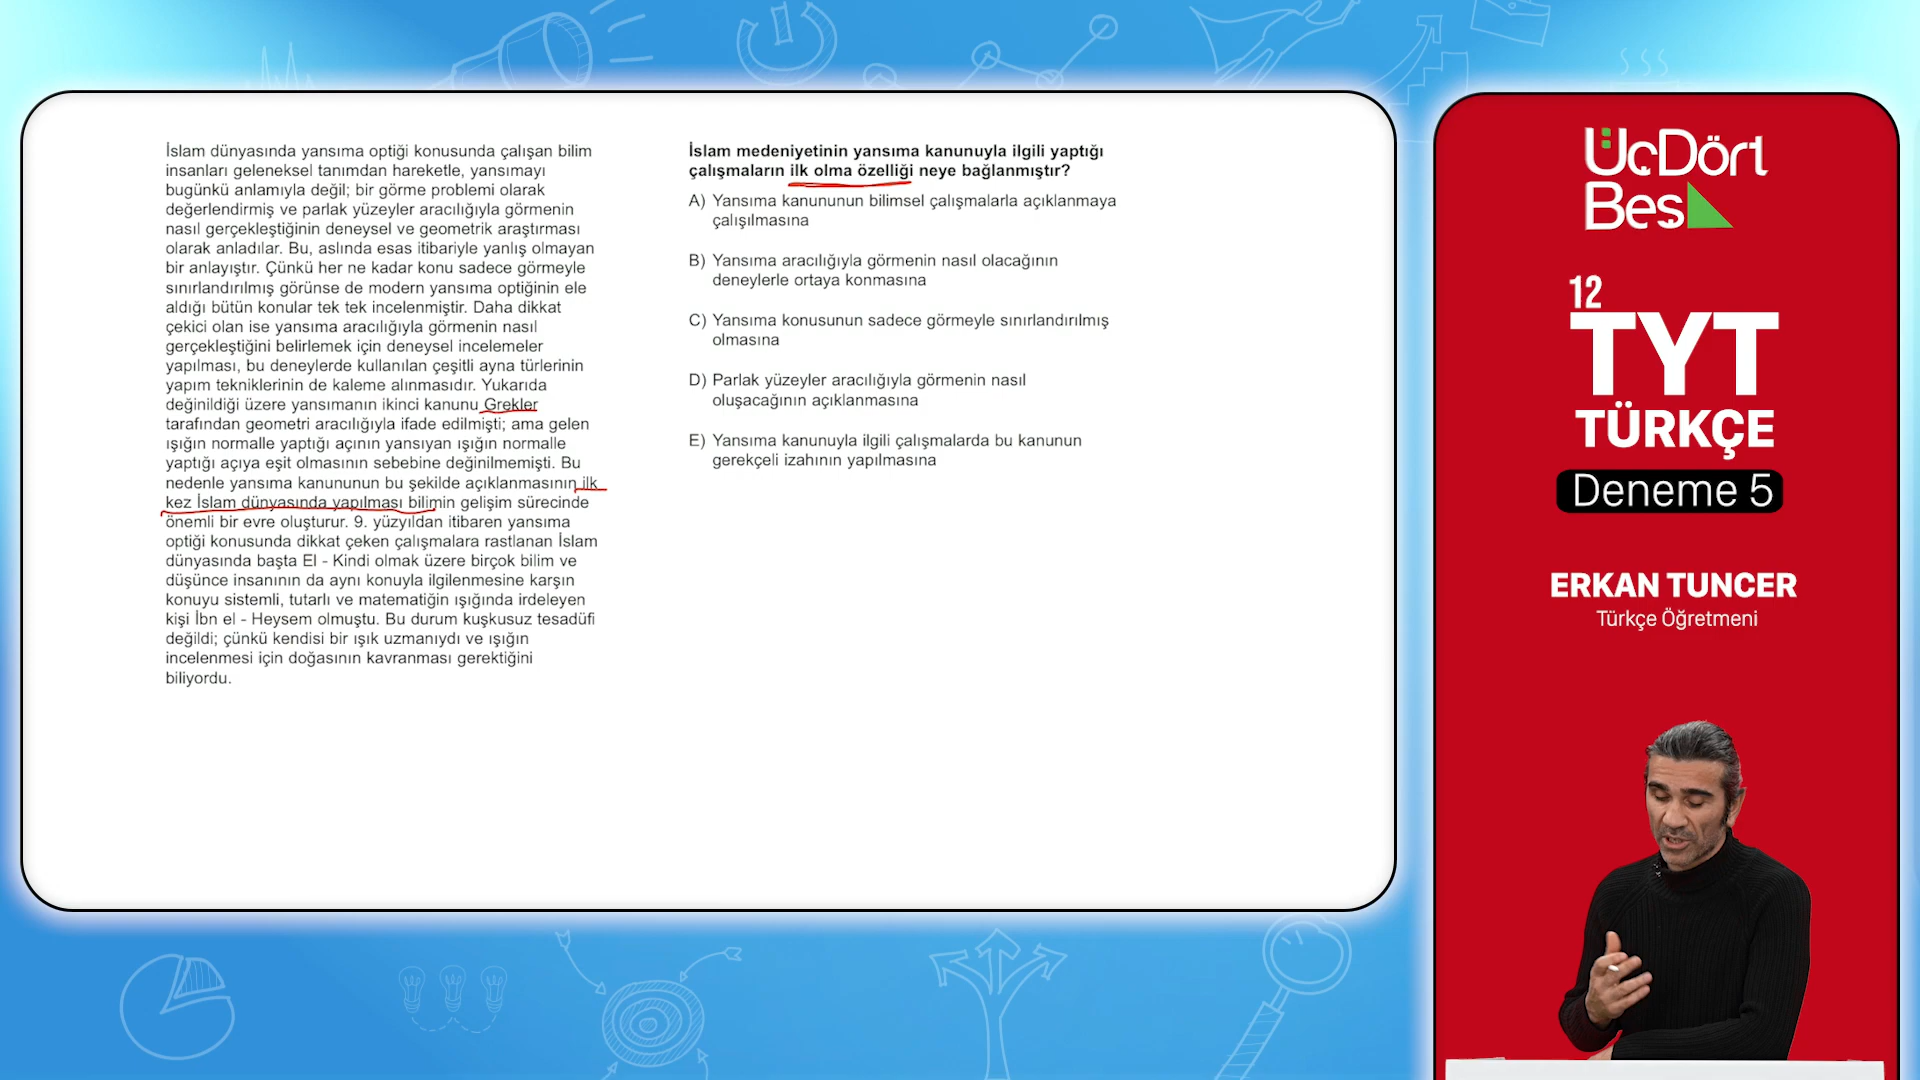 İslam dünyasında yansıma optiği konusunda çalışan bilim
insanları geleneksel tanımdan hareketle, yansımayı
bugünkü anlamıyla değil; bir görme problemi olarak
değerlendirmiş ve parlak yüzeyler aracılığıyla görmenin
nasıl gerçekleştiğinin deneysel ve geometrik araştırması
olarak anladılar. Bu, aslında esas itibariyle yanlış olmayan
bir anlayıştır. Çünkü her ne kadar konu sadece görmeyle
sınırlandırılmış görünse de modern yansıma optiğinin ele
aldığı bütün konular tek tek incelenmiştir. Daha dikkat
çekici olan ise yansıma aracılığıyla görmenin nasıl
gerçekleştiğini belirlemek için deneysel incelemeler
yapılması, bu deneylerde kullanılan çeşitli ayna türlerinin
yapım tekniklerinin de kaleme alınmasıdır. Yukarıda
değinildiği üzere yansımanın ikinci kanunu Grekler
tarafından geometri aracılığıyla ifade edilmişti; ama gelen
ışığın normalle yaptığı açının yansıyan ışığın normalle
yaptığı açıya eşit olmasının sebebine değinilmemişti. Bu
nedenle yansıma kanununun bu şekilde açıklanmasının ilk
kez İslam dünyasında yapılması bilimin gelişim sürecinde
önemli bir evre oluşturur. 9. yüzyıldan itibaren yansıma
optiği konusunda dikkat çeken çalışmalara rastlanan İslam
dünyasında başta El - Kindi olmak üzere birçok bilim ve
düşünce insanının da aynı konuyla ilgilenmesine karşın
konuyu sistemli, tutarlı ve matematiğin ışığında irdeleyen
kişi İbn el - Heysem olmuştu. Bu durum kuşkusuz tesadüfi
değildi; çünkü kendisi bir ışık uzmanıydı ve ışığın
incelenmesi için doğasının kavranması gerektiğini
biliyordu.
İslam medeniyetinin yansıma kanunuyla ilgili yaptığı
çalışmaların ilk olma özelliği neye bağlanmıştır?
A) Yansıma kanununun bilimsel çalışmalarla açıklanmaya
çalışılmasına
B) Yansıma aracılığıyla görmenin nasıl olacağının
deneylerle ortaya konmasına
C) Yansıma konusunun sadece görmeyle sınırlandırılmış
olmasına
D) Parlak yüzeyler aracılığıyla görmenin nasıl
oluşacağının açıklanmasına
E) Yansıma kanunuyla ilgili çalışmalarda bu kanunun
gerekçeli izahının yapılmasına
ÜçDört
Beş
12
TYT
TÜRKÇE
Deneme 5
ERKAN TUNCER
Türkçe Öğretmeni